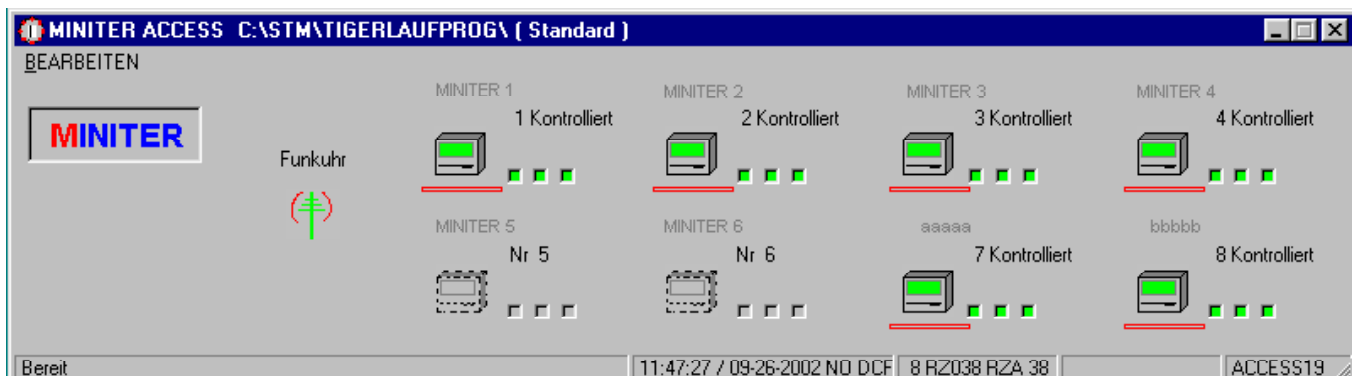 MINITER ACCESS C:\STM\TIGERLAUFPROG\ ( Standard )
BEARBEITEN
MINITER
Funkuhr
MINITER 1
1 Kontrolliert
MINITER 2
2 Kontrolliert
MINITER 3
3 Kontrolliert
MINITER 4
4 Kontrolliert
MINITER 5
Nr 5
MINITER 6
Nr 6
aaaaa
7 Kontrolliert
bbbbb
8 Kontrolliert
Bereit
11:47:27 / 09-26-2002 NO DCF
8 RZ038 RZA 38
ACCESS19